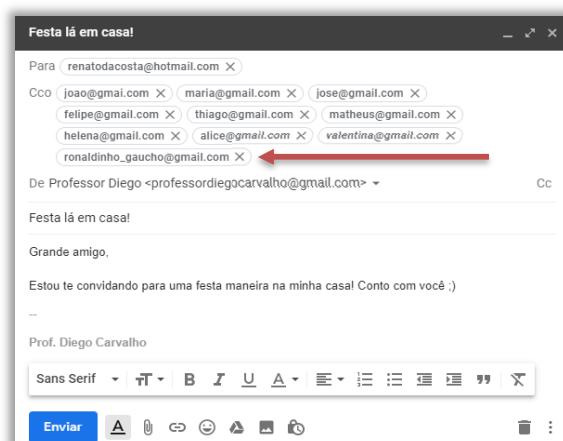 Festa lá em casa!
Para renatodacosta@hotmail.com
Cco joao@gmai.com maria@gmail.com jose@gmail.com
felipe@gmail.com thiago@gmail.com matheus@gmail.com
helena@gmail.com alice@gmail.com valentina@gmail.com
ronaldinho_gaucho@gmail.com
De Professor Diego <professordiegocarvalho@gmail.com> Cc
Festa lá em casa!
Grande amigo,
Estou te convidando para uma festa maneira na minha casa! Conto com você ;)
--
Prof. Diego Carvalho
Sans Serif
Enviar